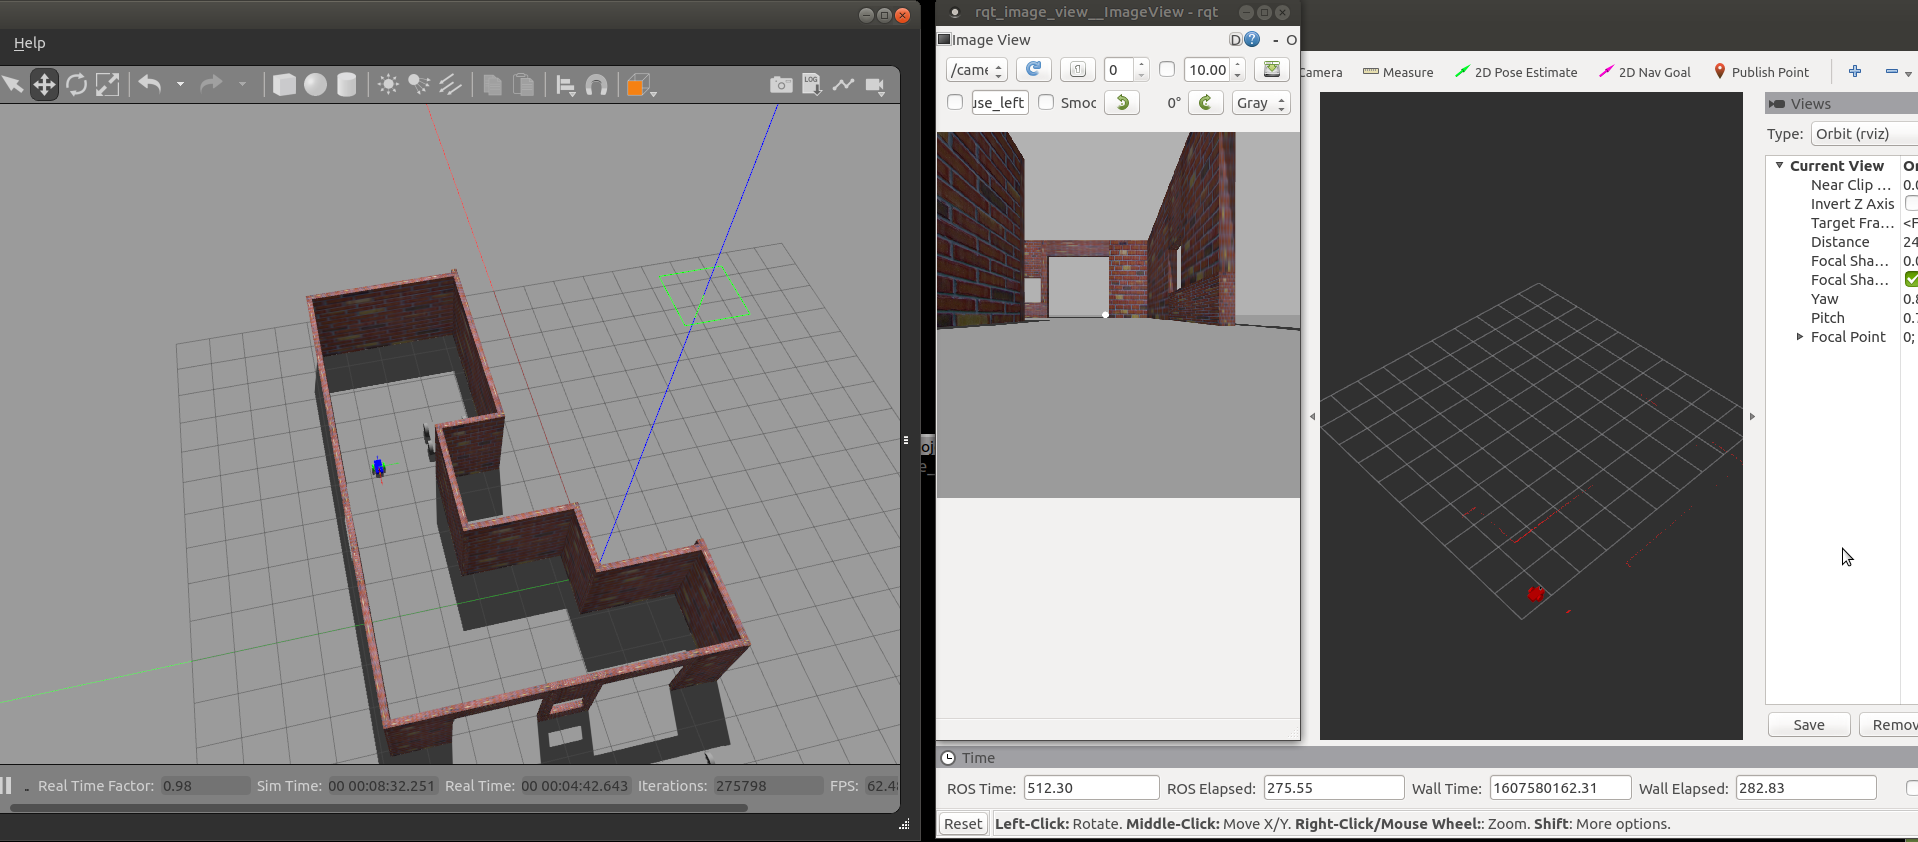 Help
Real Time Factor: 0.98 Sim Time: 00 00:08:32.251 Real Time: 00 00:04:42.643 Iterations: 275798 FPS: 62.4
rqt_image_view__ImageView - rqt
Image View D ? - O
/came 0 10.00
use_left Smoc 0° Gray
LOG
Camera Measure 2D Pose Estimate 2D Nav Goal Publish Point
Views
Type: Orbit (rviz)
Current View Or
Near Clip ... 0.0
Invert Z Axis
Target Fra... <F
Distance 24
Focal Sha... 0.0
Focal Sha...
Yaw 0.8
Pitch 0.7
Focal Point 0;
Save Remov
Time
ROS Time: 512.30 ROS Elapsed: 275.55 Wall Time: 1607580162.31 Wall Elapsed: 282.83
Reset Left-Click: Rotate. Middle-Click: Move X/Y. Right-Click/Mouse Wheel:: Zoom. Shift: More options.